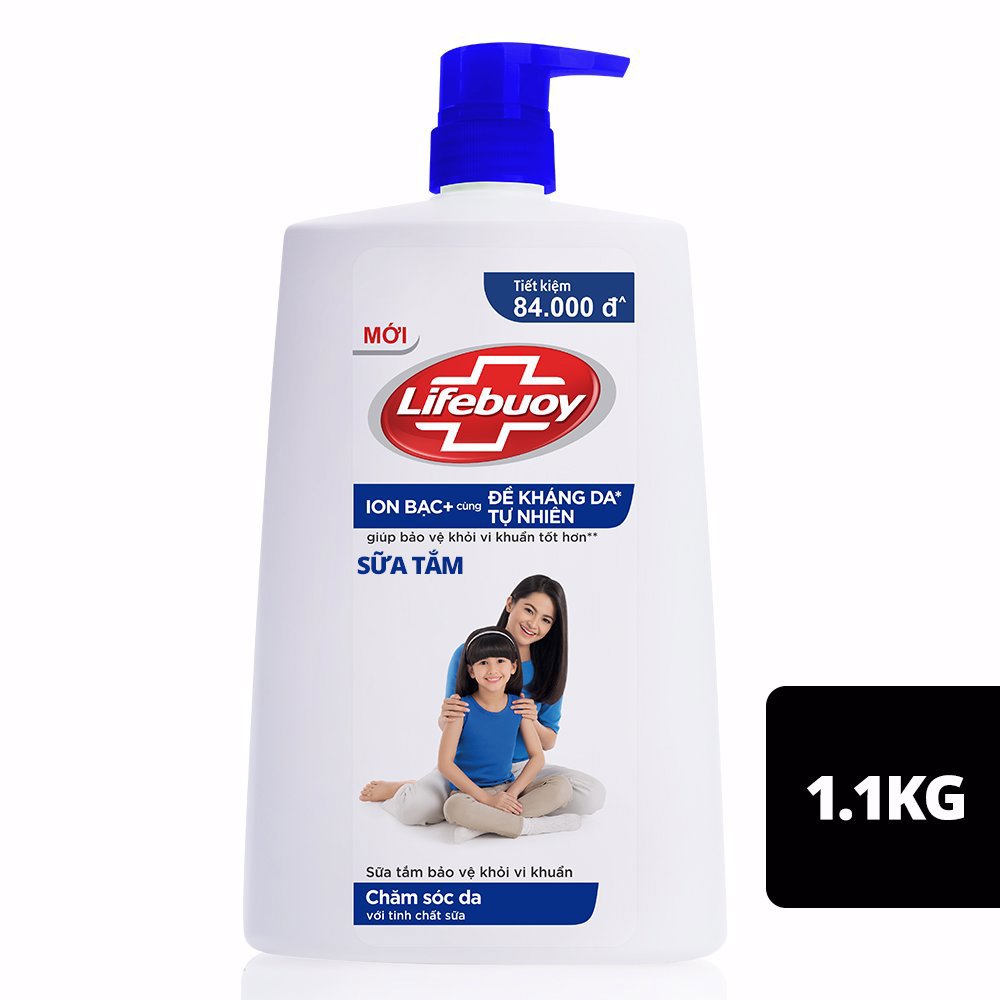 Tiết kiệm
84.000 đ^
MỚI
Lifebuoy
ION BẠC+ cùng ĐỀ KHÁNG DA*
TỰ NHIÊN
giúp bảo vệ khỏi vi khuẩn tốt hơn**
SỮA TẮM
Sữa tắm bảo vệ khỏi vi khuẩn
Chăm sóc da
với tinh chất sữa
1.1KG